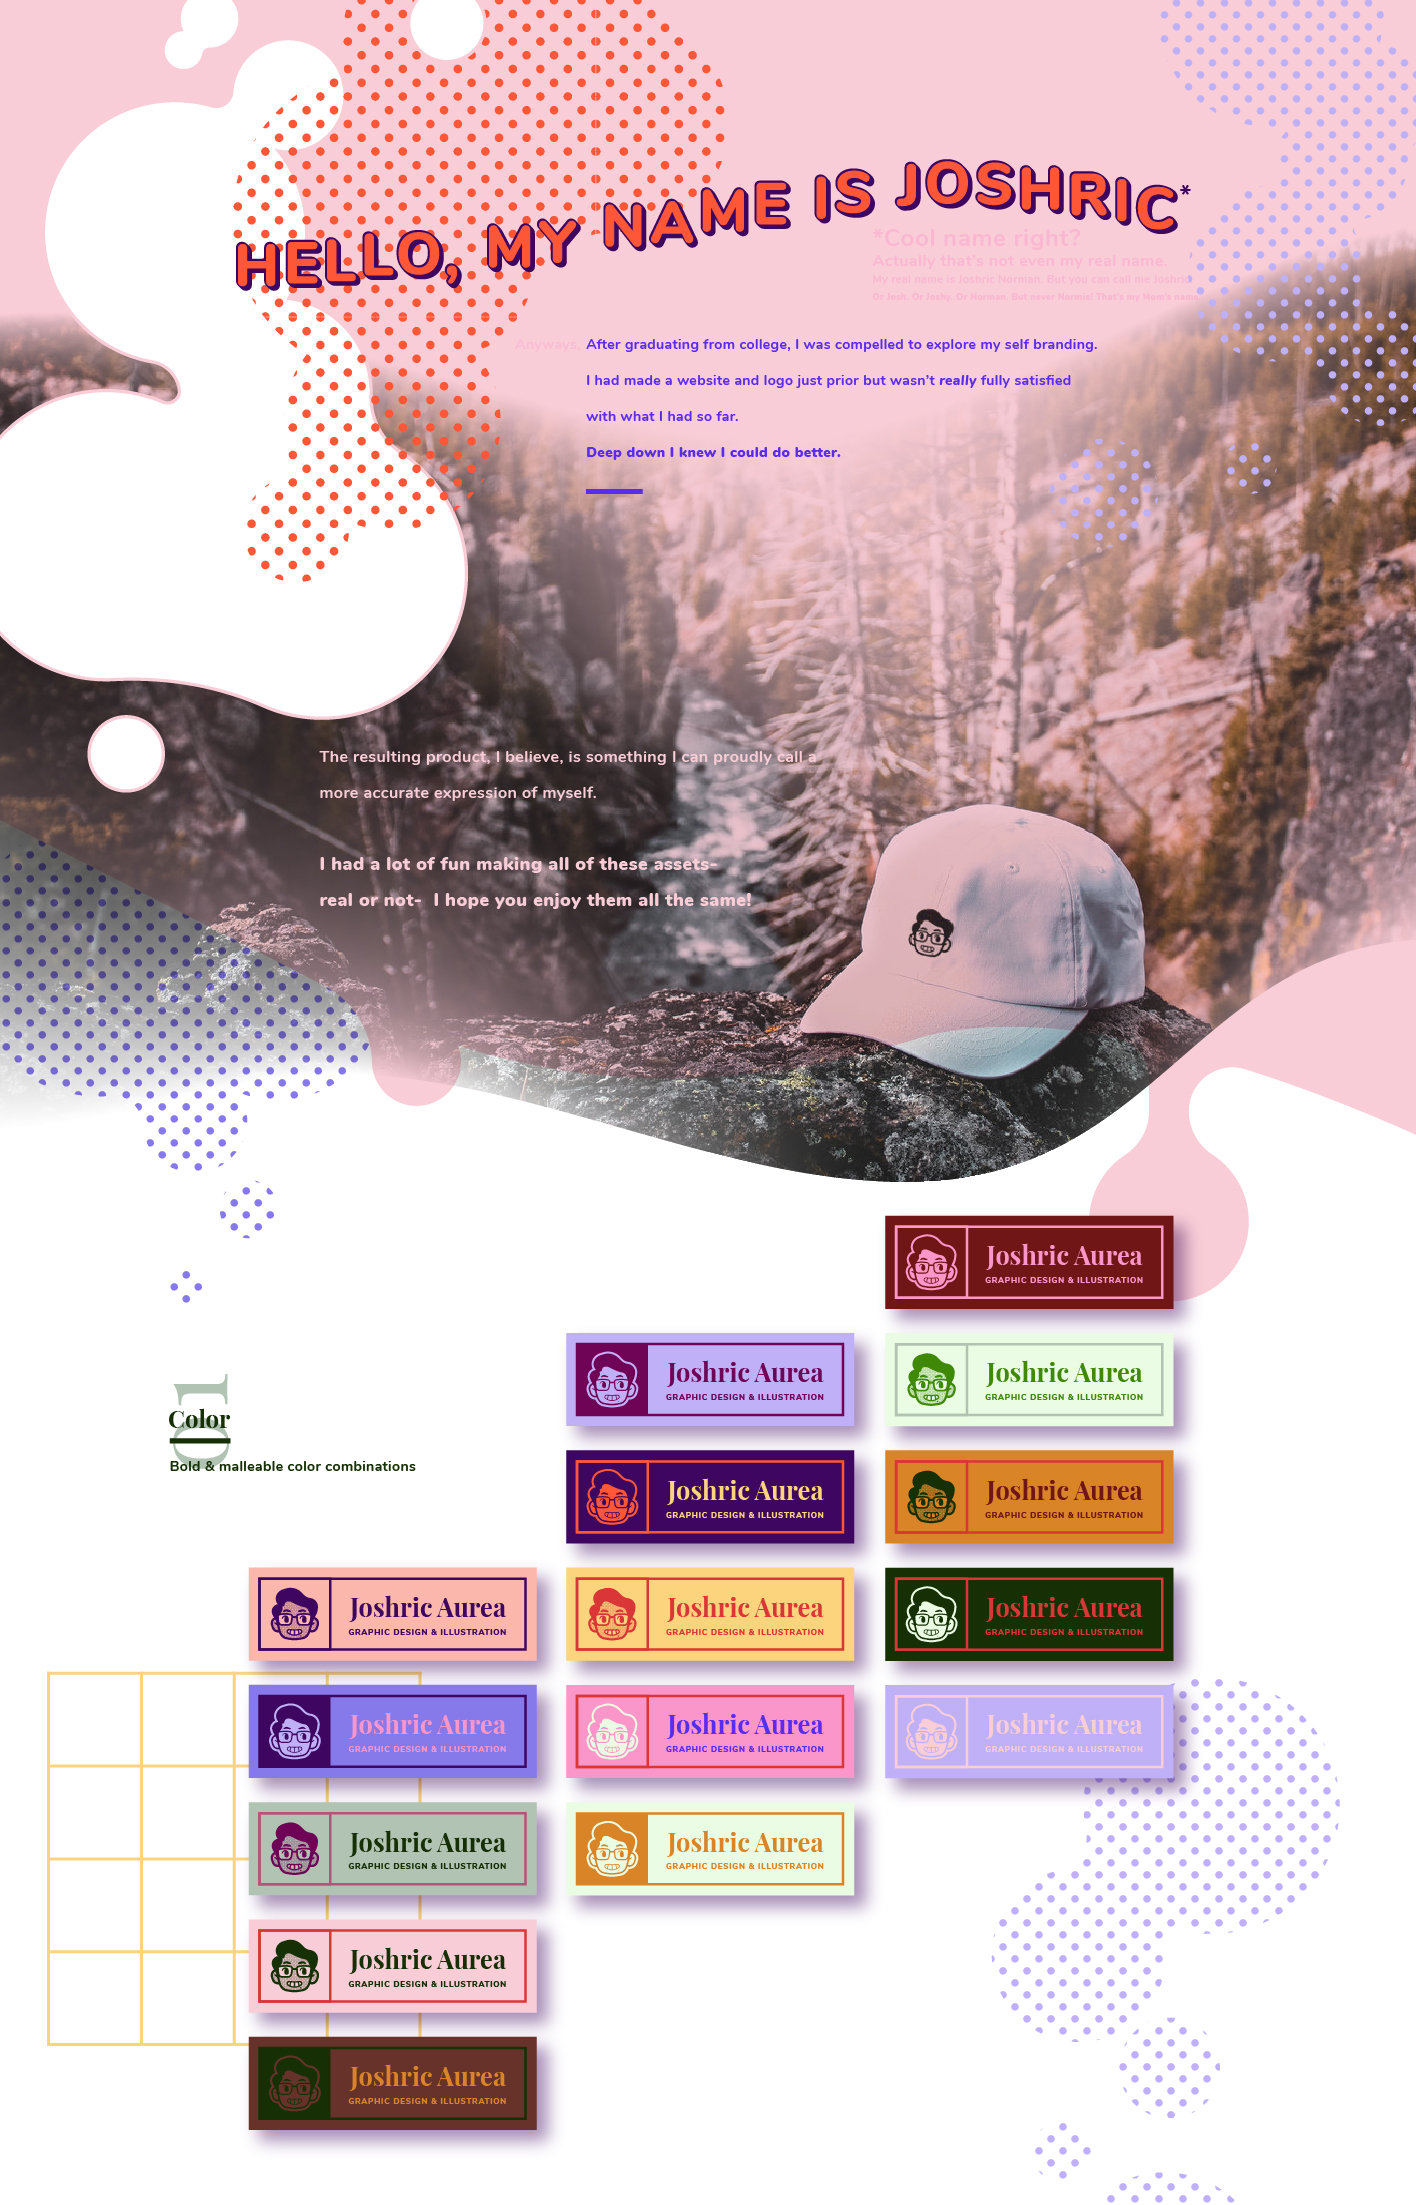 HELLO, MY NAME IS JOSHRIC*
*Cool name right?
Actually that's not even my real name.
My real name is Joshric Norman. But you can call me Joshric.
Or Josh. Or Joshy. Or Norman. But never Normie! That's my Mom's name.
Anyways. After graduating from college, I was compelled to explore my self branding.
I had made a website and logo just prior but wasn't really fully satisfied
with what I had so far.
Deep down I knew I could do better.
The resulting product, I believe, is something I can proudly call a
more accurate expression of myself.
I had a lot of fun making all of these assets-
real or not- I hope you enjoy them all the same!
Joshric Aurea
GRAPHIC DESIGN & ILLUSTRATION
Joshric Aurea
GRAPHIC DESIGN & ILLUSTRATION
Joshric Aurea
GRAPHIC DESIGN & ILLUSTRATION
Color
Bold & malleable color combinations
Joshric Aurea
GRAPHIC DESIGN & ILLUSTRATION
Joshric Aurea
GRAPHIC DESIGN & ILLUSTRATION
Joshric Aurea
GRAPHIC DESIGN & ILLUSTRATION
Joshric Aurea
GRAPHIC DESIGN & ILLUSTRATION
Joshric Aurea
GRAPHIC DESIGN & ILLUSTRATION
Joshric Aurea
GRAPHIC DESIGN & ILLUSTRATION
Joshric Aurea
GRAPHIC DESIGN & ILLUSTRATION
Joshric Aurea
GRAPHIC DESIGN & ILLUSTRATION
Joshric Aurea
GRAPHIC DESIGN & ILLUSTRATION
Joshric Aurea
GRAPHIC DESIGN & ILLUSTRATION
Joshric Aurea
GRAPHIC DESIGN & ILLUSTRATION
Joshric Aurea
GRAPHIC DESIGN & ILLUSTRATION